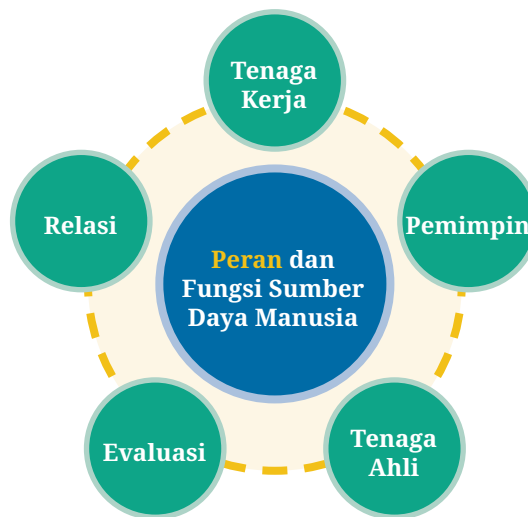 Tenaga
Kerja
Relasi
Pemimpin
Peran dan
Fungsi Sumber
Daya Manusia
Evaluasi
Tenaga
Ahli